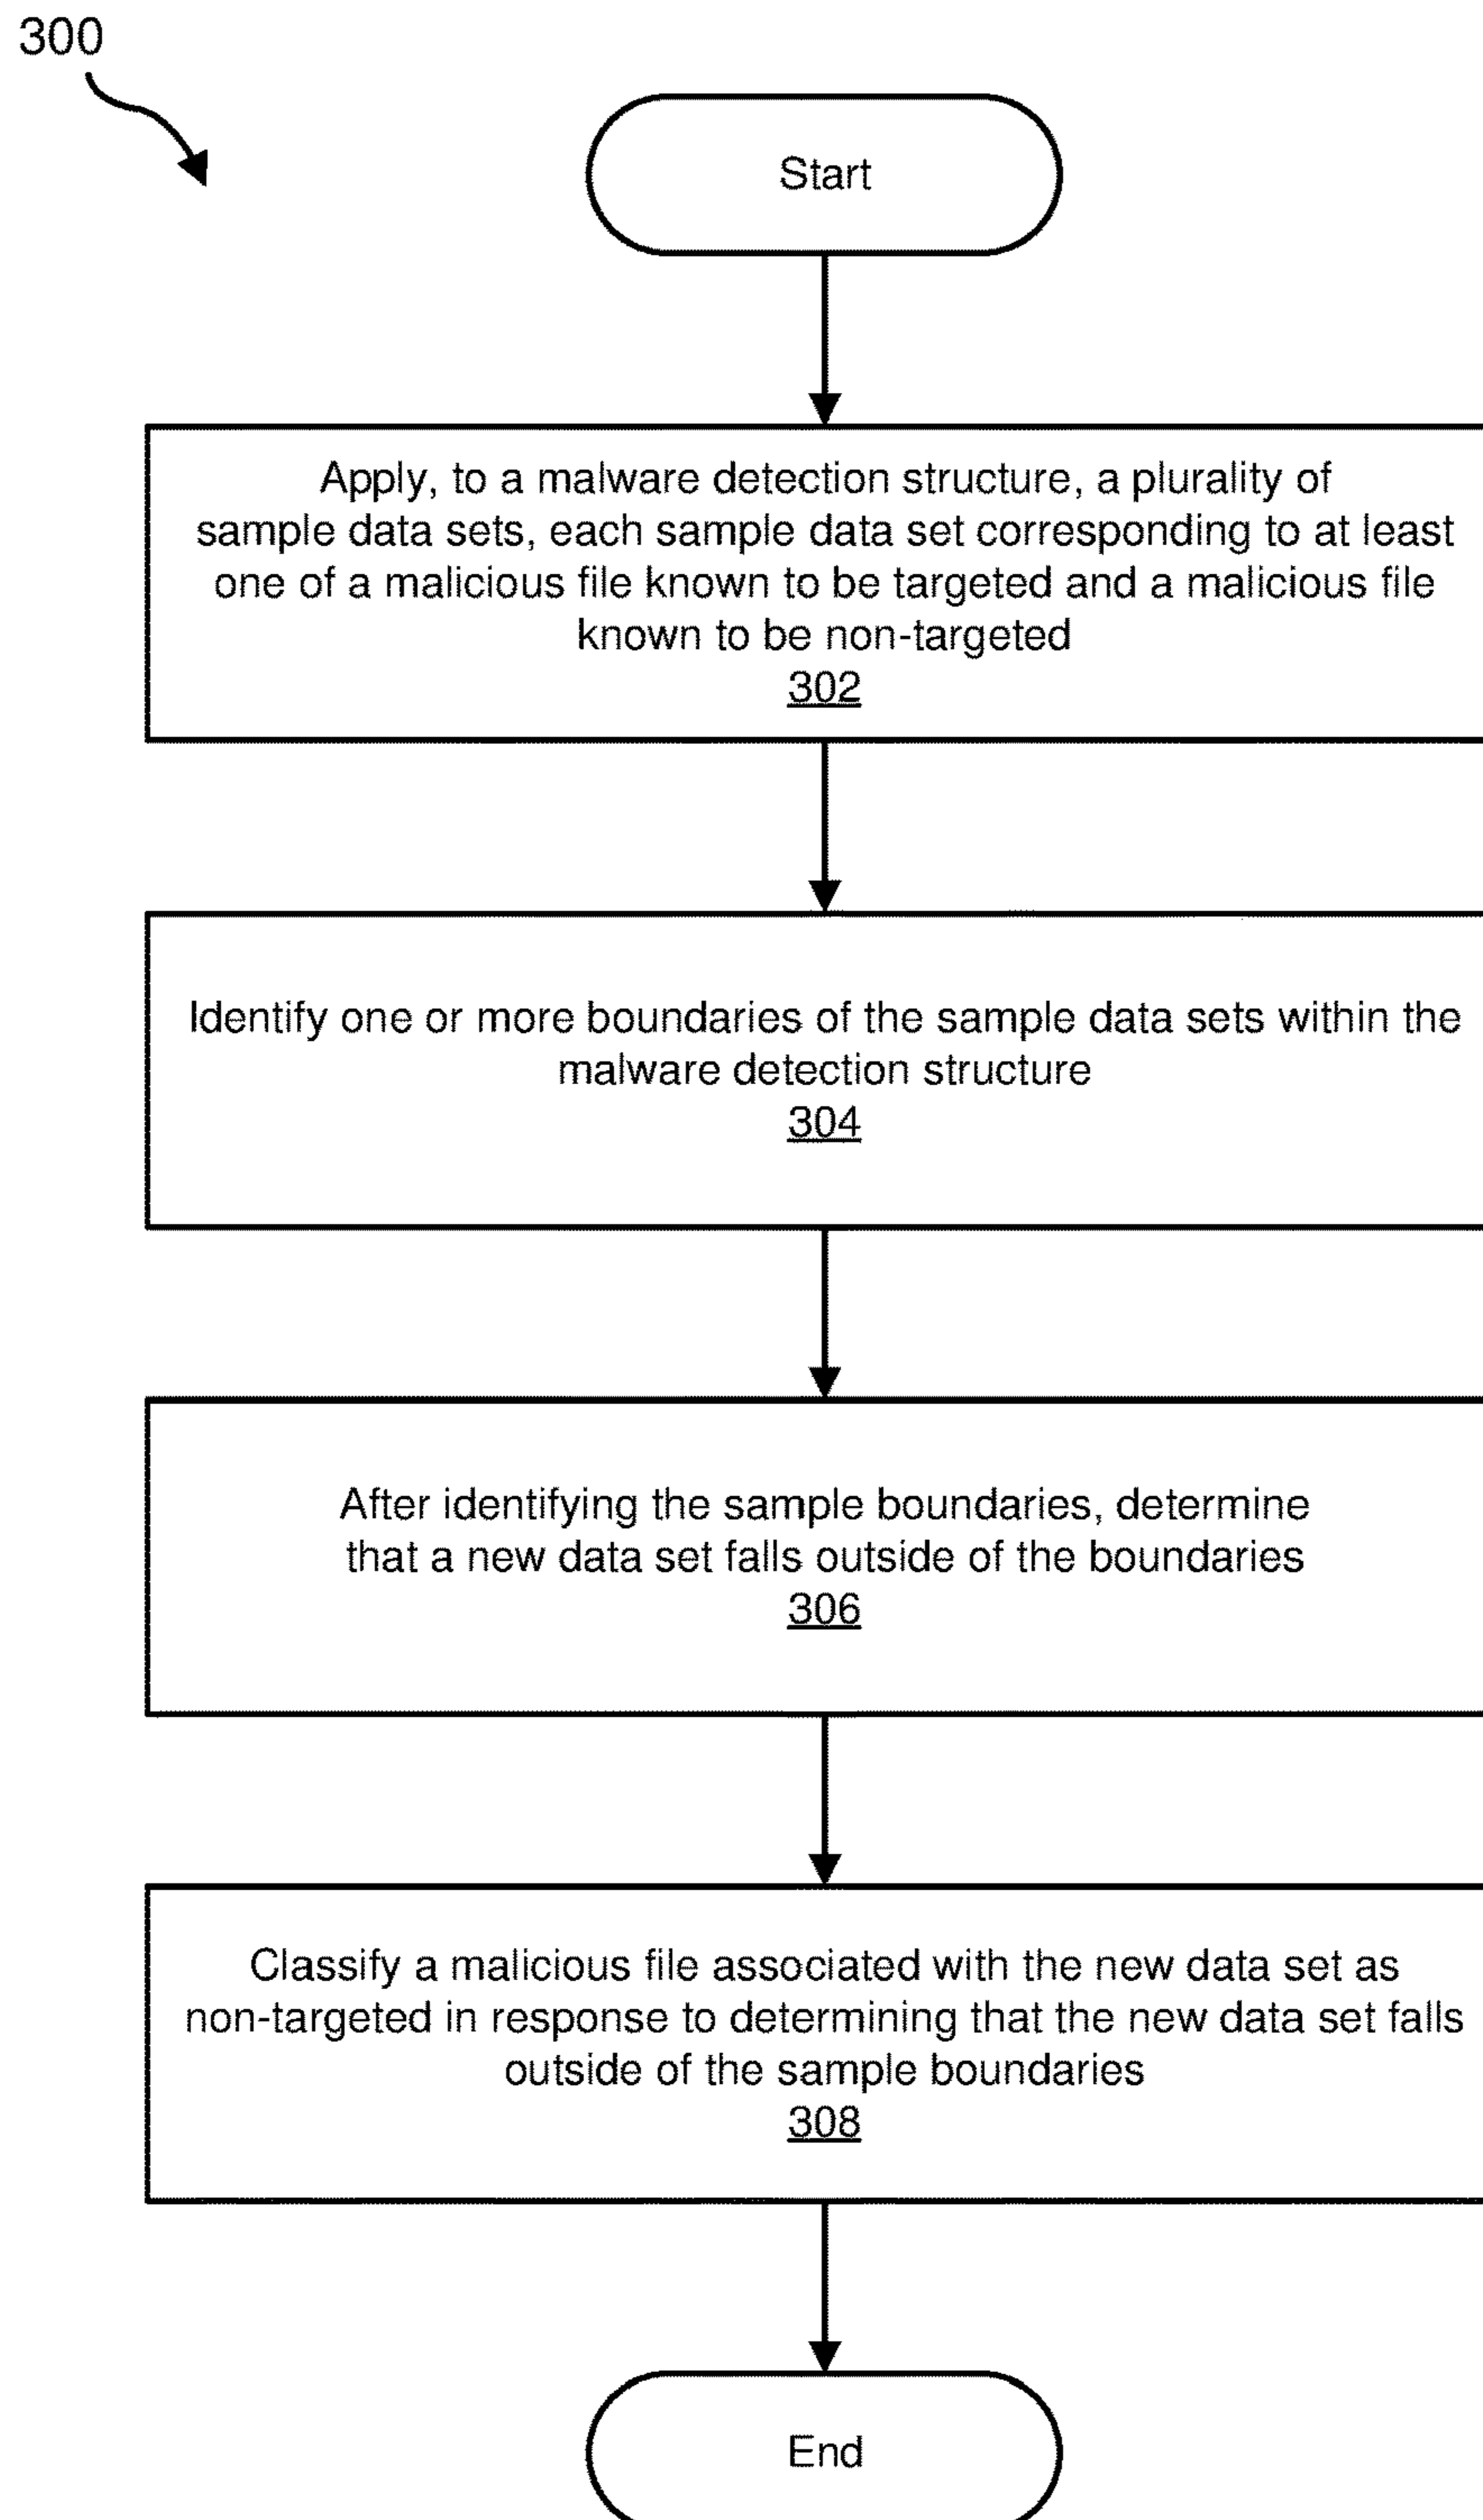 300
Start
Apply, to a malware detection structure, a plurality of
sample data sets, each sample data set corresponding to at least
one of a malicious file known to be targeted and a malicious file
known to be non-targeted
302
Identify one or more boundaries of the sample data sets within the
malware detection structure
304
After identifying the sample boundaries, determine
that a new data set falls outside of the boundaries
306
Classify a malicious file associated with the new data set as
non-targeted in response to determining that the new data set falls
outside of the sample boundaries
308
End